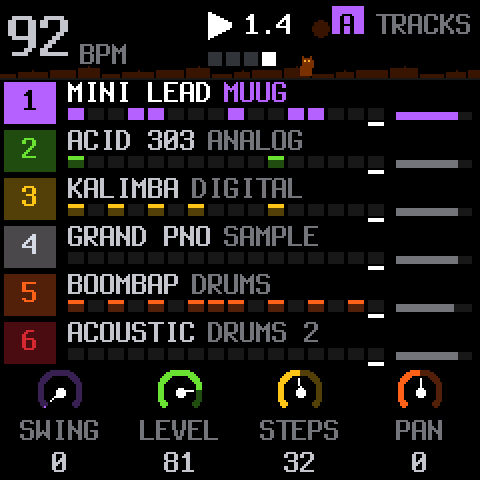 92 BPM 1.4 A TRACKS
1 MINI LEAD MUUG
2 ACID 303 ANALOG
3 KALIMBA DIGITAL
4 GRAND PNO SAMPLE
5 BOOMBAP DRUMS
6 ACOUSTIC DRUMS 2
SWING LEVEL STEPS PAN
0 81 32 0